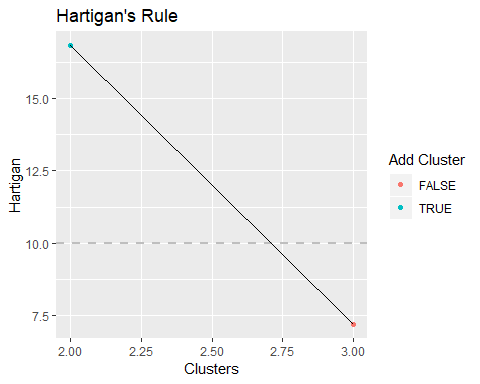 Hartigan's Rule
Hartigan
15.0
12.5
10.0
7.5
2.00 2.25 2.50 2.75 3.00
Clusters
Add Cluster
FALSE
TRUE